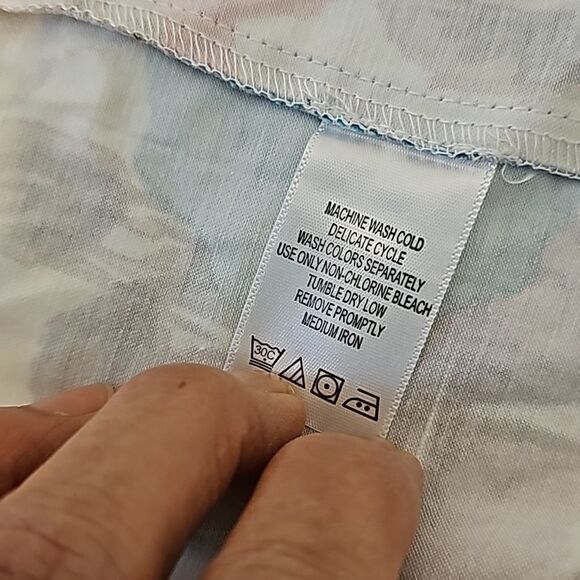 MACHINE WASH COLD
DELICATE CYCLE
WASH COLORS SEPARATELY
USE ONLY NON-CHLORINE BLEACH
TUMBLE DRY LOW
REMOVE PROMPTLY
MEDIUM IRON
30C